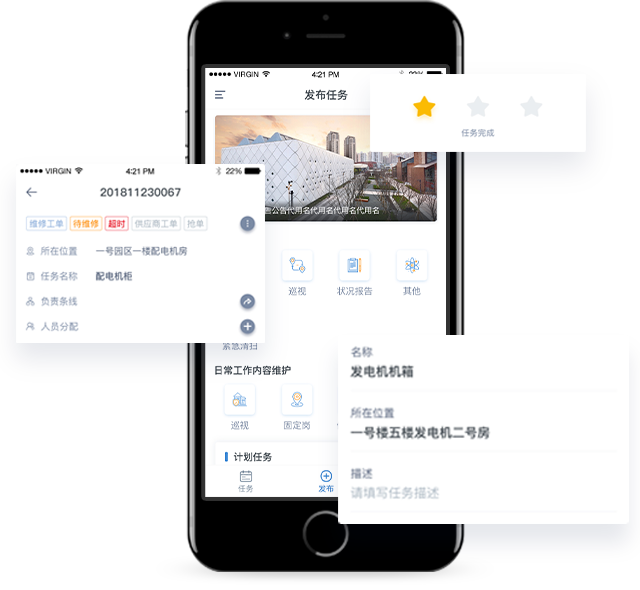 VIRGIN 4:21 PM 22%
发布任务
任务完成
告公告代用名代用名代用名代用名
VIRGIN 4:21 PM 22%
201811230067
维修工单 待维修 超时 供应商工单 抢单
所在位置 一号园区一楼配电机房
任务名称 配电机柜
负责条线
人员分配
巡视 状况报告 其他
紧急清扫
日常工作内容维护
巡视 固定岗
计划任务
任务 发布
名称
发电机机箱
所在位置
一号楼五楼发电机二号房
描述
请填写任务描述